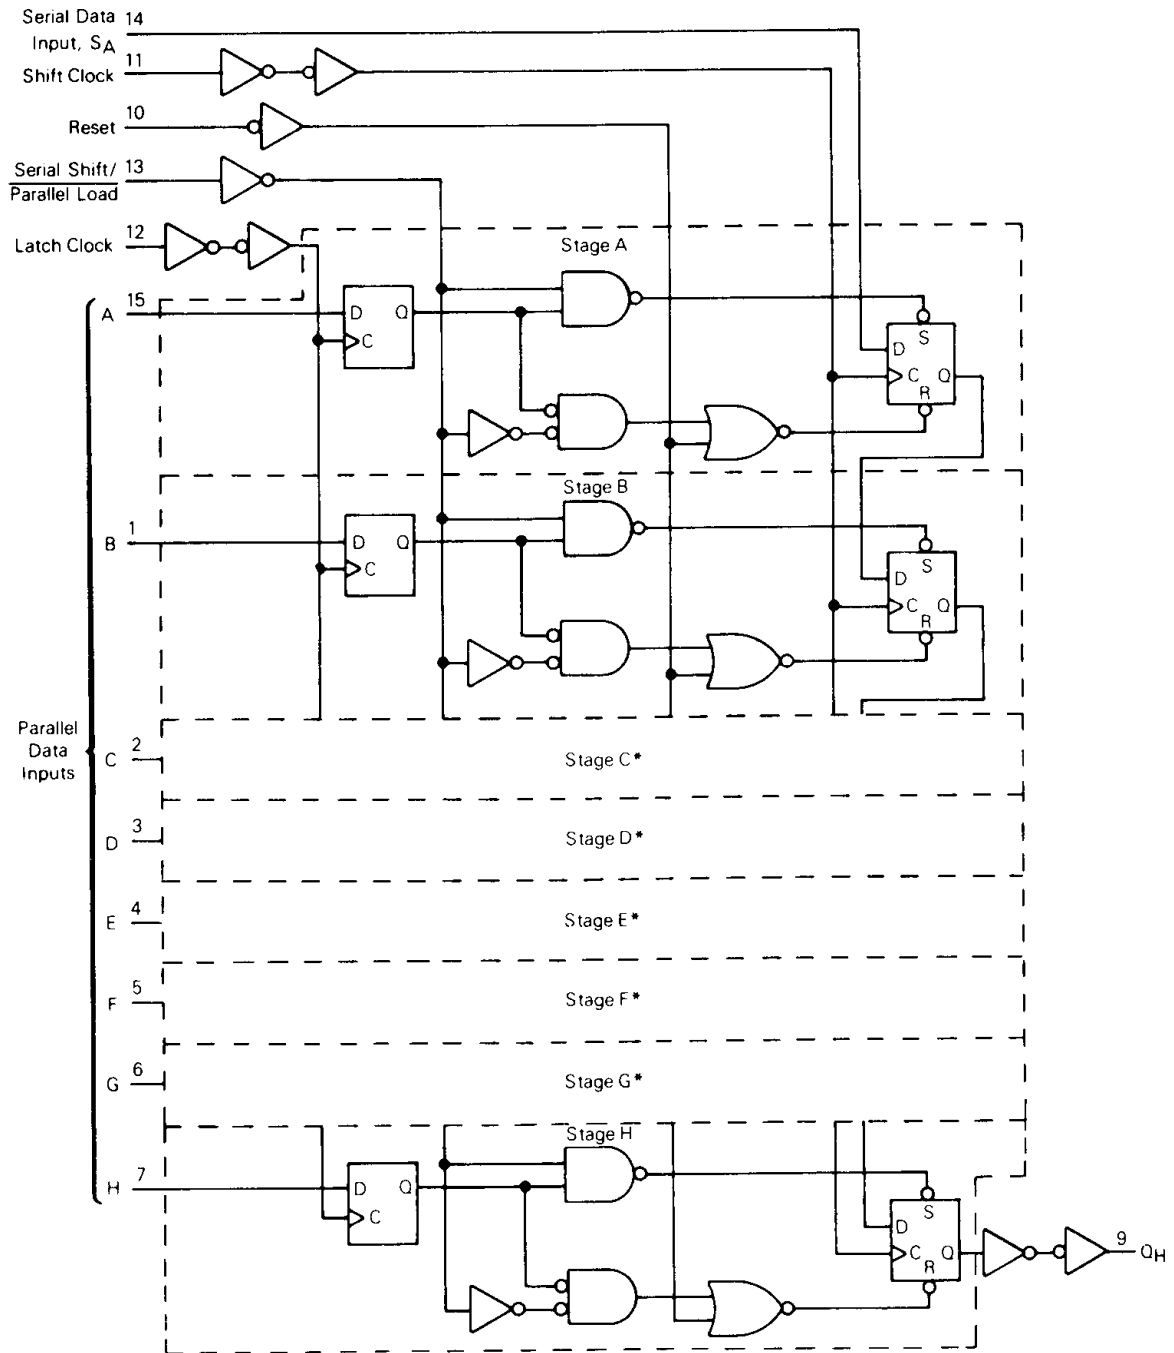 Serial Data 14
Input, SA
Shift Clock 11
Reset 10
Serial Shift/ 13
Parallel Load
Latch Clock 12
Stage A
A 15
D Q
C
S
D
C Q
R
Stage B
B 1
D Q
C
S
D
C Q
R
Parallel
Data
Inputs
C 2
Stage C*
D 3
Stage D*
E 4
Stage E*
F 5
Stage F*
G 6
Stage G*
Stage H
H 7
D Q
C
S
D
C Q
R
9 QH